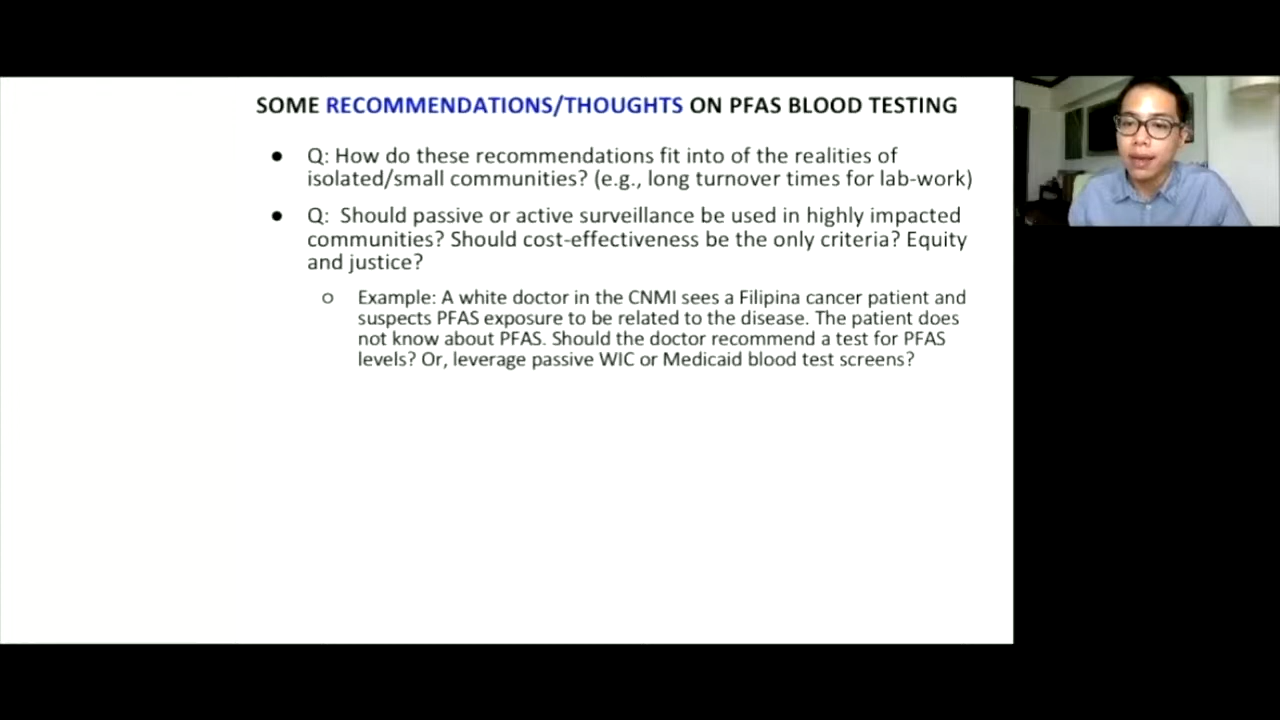 SOME RECOMMENDATIONS/THOUGHTS ON PFAS BLOOD TESTING
● Q: How do these recommendations fit into of the realities of
isolated/small communities? (e.g., long turnover times for lab-work)
● Q: Should passive or active surveillance be used in highly impacted
communities? Should cost-effectiveness be the only criteria? Equity
and justice?
○ Example: A white doctor in the CNMI sees a Filipina cancer patient and
suspects PFAS exposure to be related to the disease. The patient does
not know about PFAS. Should the doctor recommend a test for PFAS
levels? Or, leverage passive WIC or Medicaid blood test screens?